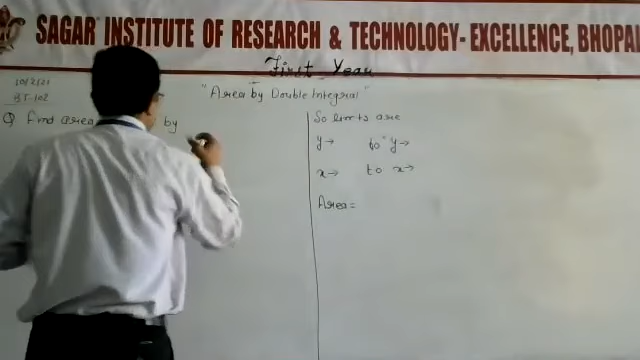 SAGAR INSTITUTE OF RESEARCH & TECHNOLOGY- EXCELLENCE, BHOPAL
First Year
BT-102
"Area by Double Integral"
Q Find area by
So limits are
y→ to y→
x→ to x→
Area=